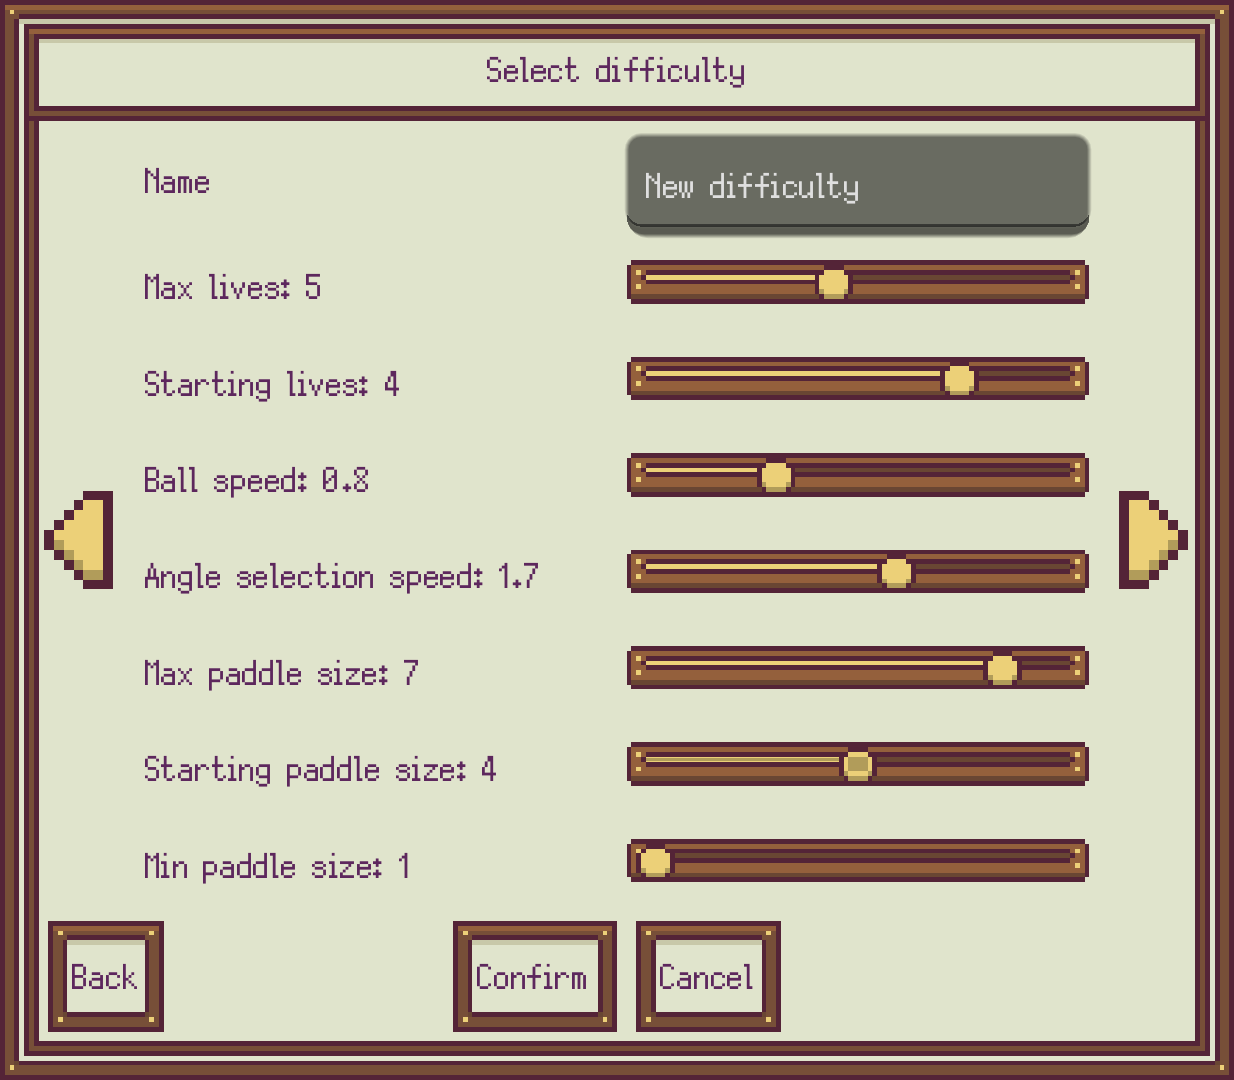 Select difficulty
Name
New difficulty
Max lives: 5
Starting lives: 4
Ball speed: 0.8
Angle selection speed: 1.7
Max paddle size: 7
Starting paddle size: 4
Min paddle size: 1
Back
Confirm
Cancel